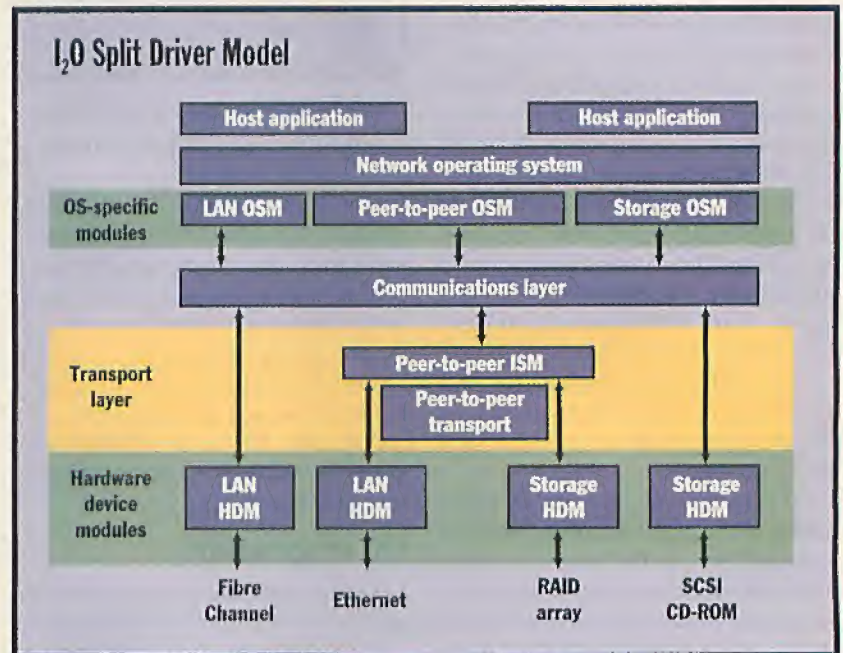 I₂O Split Driver Model
Host application
Host application
Network operating system
OS-specific
modules
LAN OSM
Peer-to-peer OSM
Storage OSM
Communications layer
Transport
layer
Peer-to-peer ISM
Peer-to-peer
transport
Hardware
device
modules
LAN
HDM
LAN
HDM
Storage
HDM
Storage
HDM
Fibre
Channel
Ethernet
RAID
array
SCSI
CD-ROM